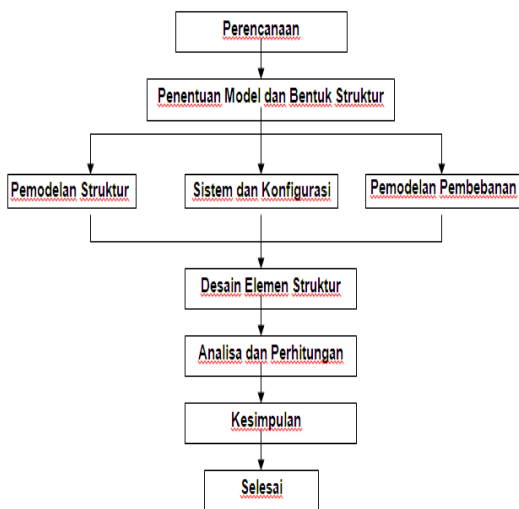 Perencanaan
Penentuan Model dan Bentuk Struktur
Pemodelan Struktur
Sistem dan Konfigurasi
Pemodelan Pembebanan
Desain Elemen Struktur
Analisa dan Perhitungan
Kesimpulan
Selesai